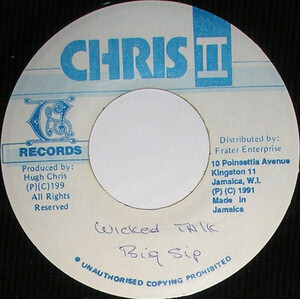 CHRIS II
RECORDS
Produced by:
Hugh Chris
(P)(C)199
All Rights
Reserved
Distributed by:
Frater Enterprise
10 Poinsettia Avenue
Kingston 11
Jamaica, W.I.
(P) (C) 1991
Made in
Jamaica
Wicked Talk
Big Sip
UNAUTHORISED COPYING PROHIBITED